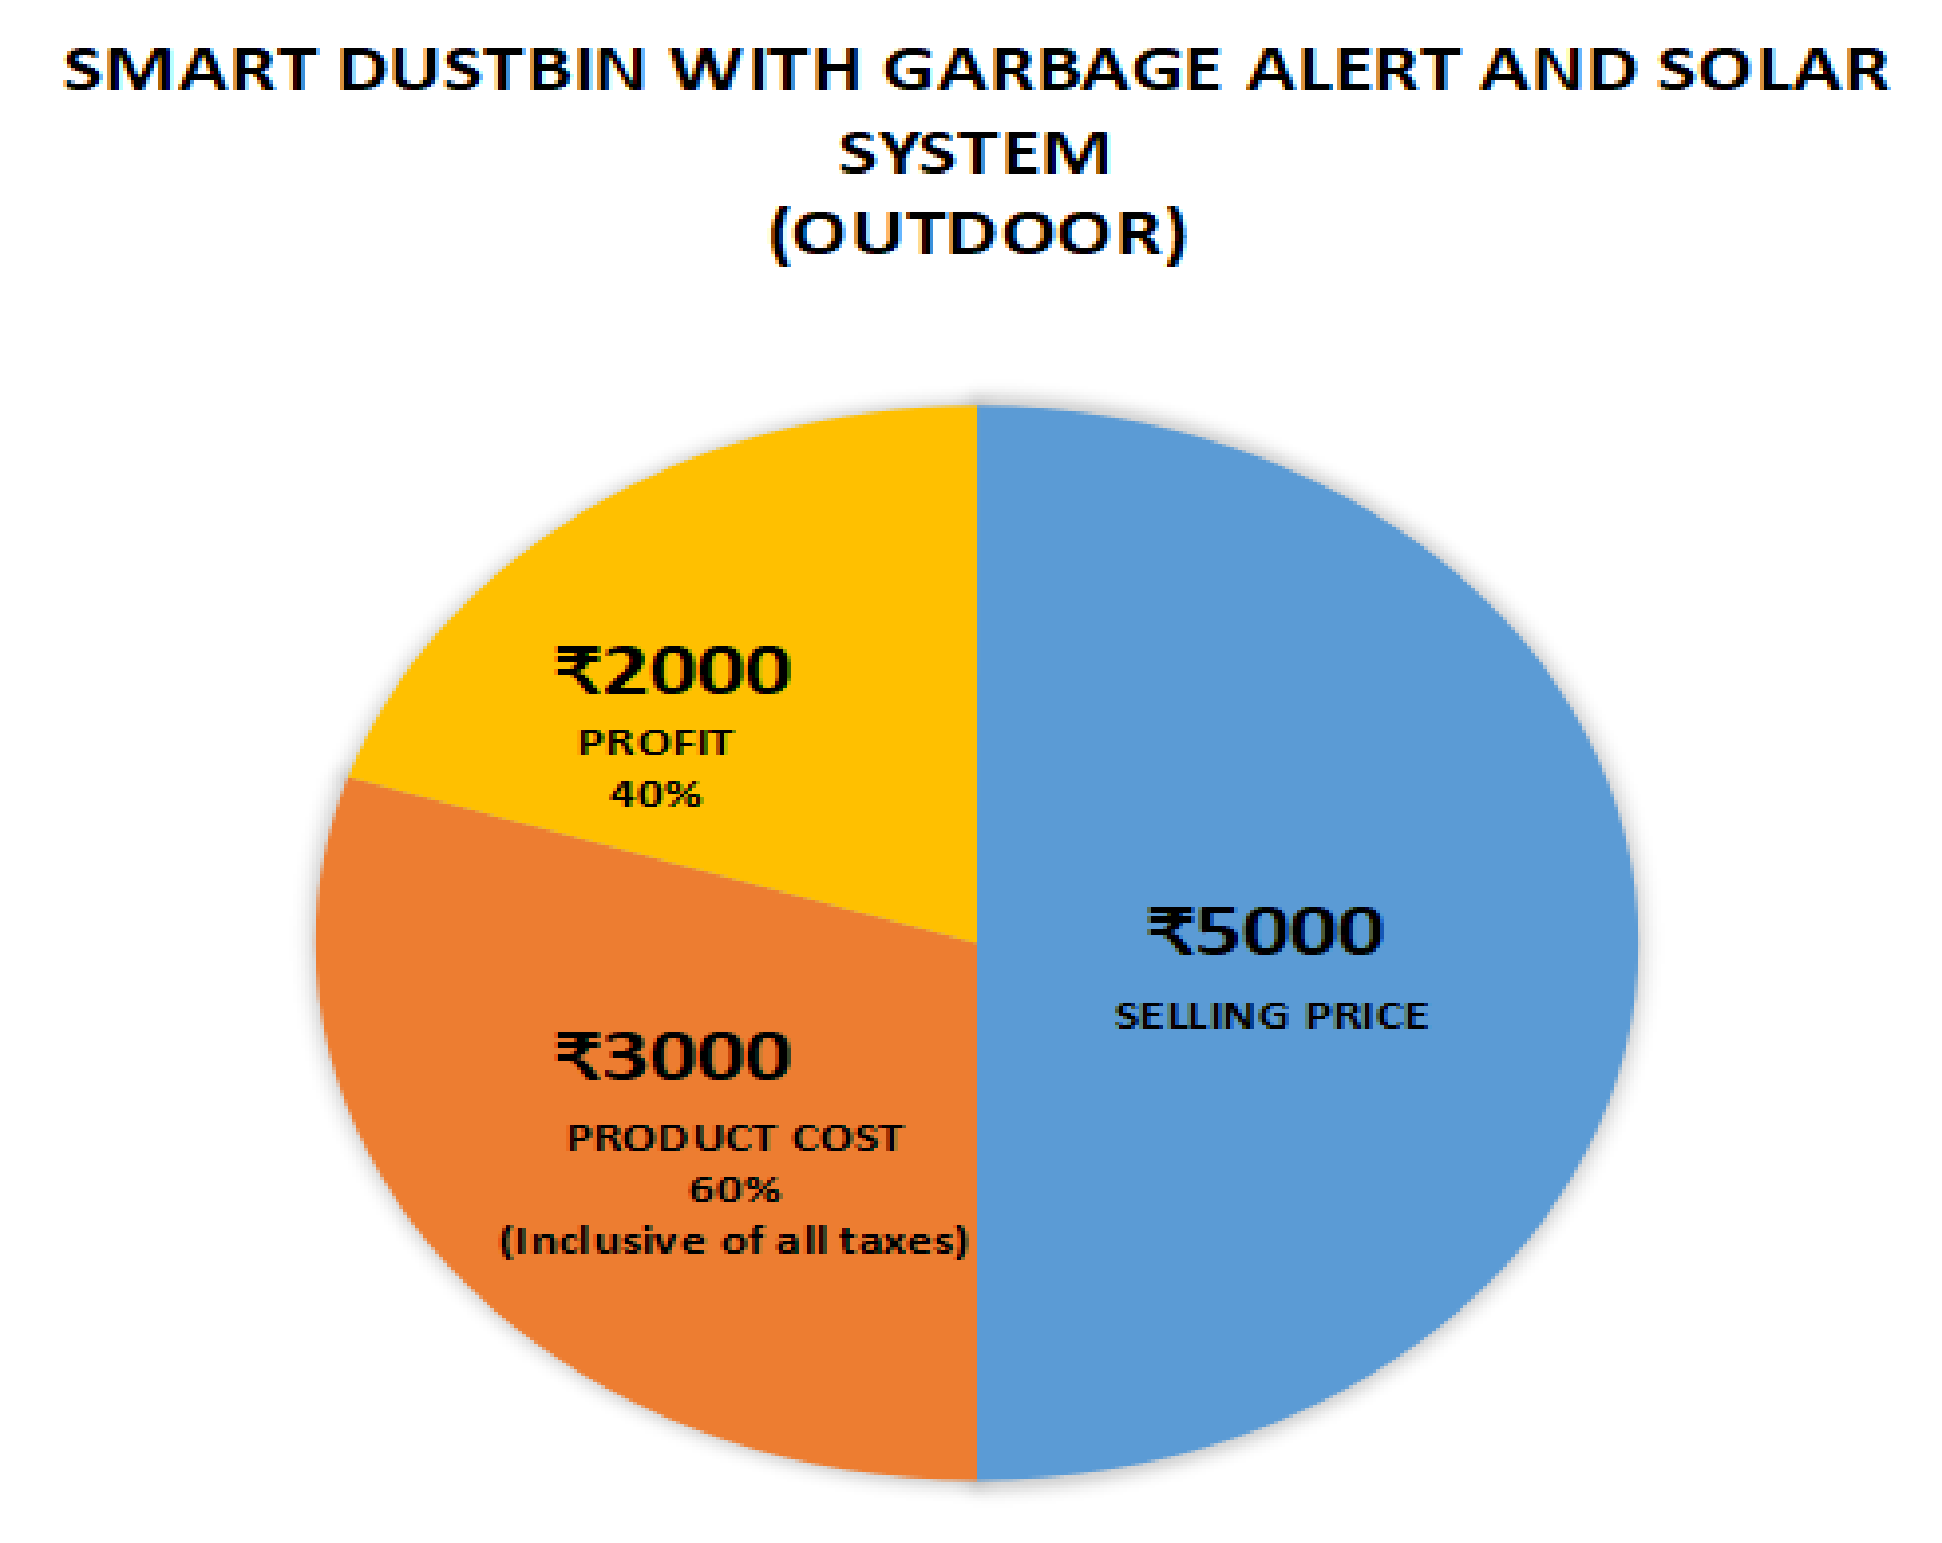 SMART DUSTBIN WITH GARBAGE ALERT AND SOLAR
SYSTEM
(OUTDOOR)
₹2000
PROFIT
40%
₹5000
SELLING PRICE
₹3000
PRODUCT COST
60%
(Inclusive of all taxes)